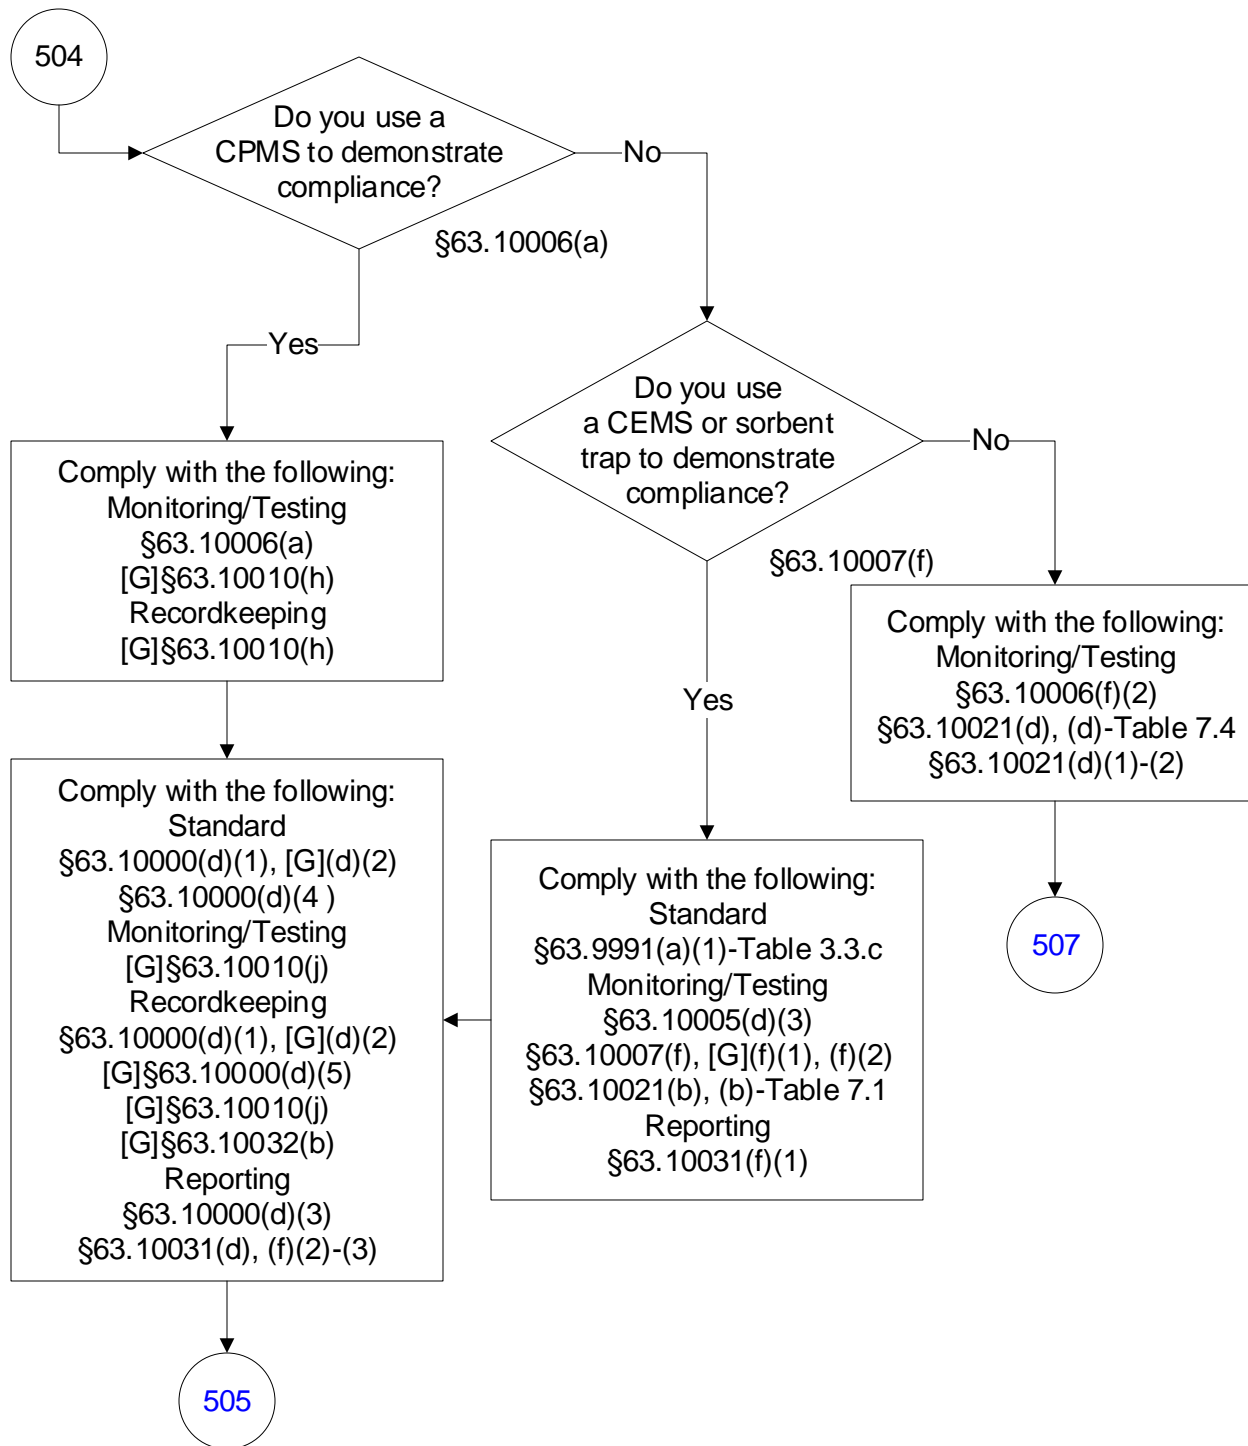 504
Do you use a
CPMS to demonstrate
compliance?
No
§63.10006(a)
Yes
Do you use
a CEMS or sorbent
trap to demonstrate
compliance?
No
§63.10007(f)
Yes
Comply with the following:
Monitoring/Testing
§63.10006(a)
[G]§63.10010(h)
Recordkeeping
[G]§63.10010(h)
Comply with the following:
Monitoring/Testing
§63.10006(f)(2)
§63.10021(d), (d)-Table 7.4
§63.10021(d)(1)-(2)
Comply with the following:
Standard
§63.10000(d)(1), [G](d)(2)
§63.10000(d)(4 )
Monitoring/Testing
[G]§63.10010(j)
Recordkeeping
§63.10000(d)(1), [G](d)(2)
[G]§63.10000(d)(5)
[G]§63.10010(j)
[G]§63.10032(b)
Reporting
§63.10000(d)(3)
§63.10031(d), (f)(2)-(3)
Comply with the following:
Standard
§63.9991(a)(1)-Table 3.3.c
Monitoring/Testing
§63.10005(d)(3)
§63.10007(f), [G](f)(1), (f)(2)
§63.10021(b), (b)-Table 7.1
Reporting
§63.10031(f)(1)
507
505